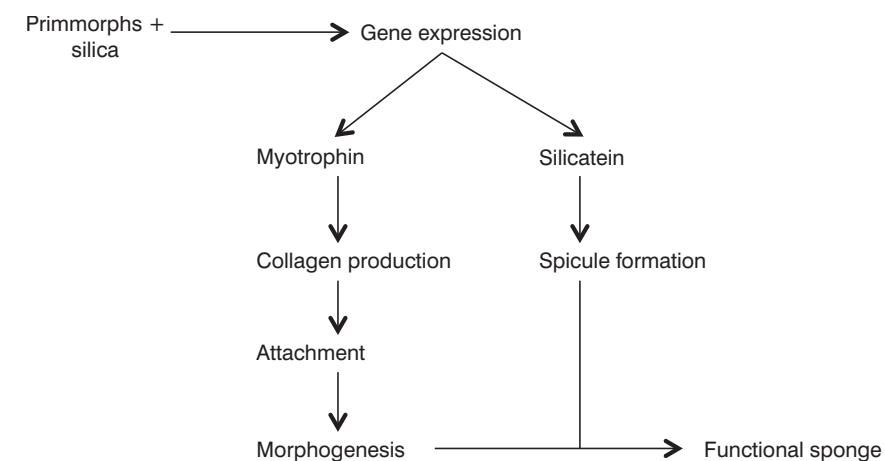 Primmorphs +
silica
Gene expression
Myotrophin
Silicatein
Collagen production
Spicule formation
Attachment
Morphogenesis
Functional sponge